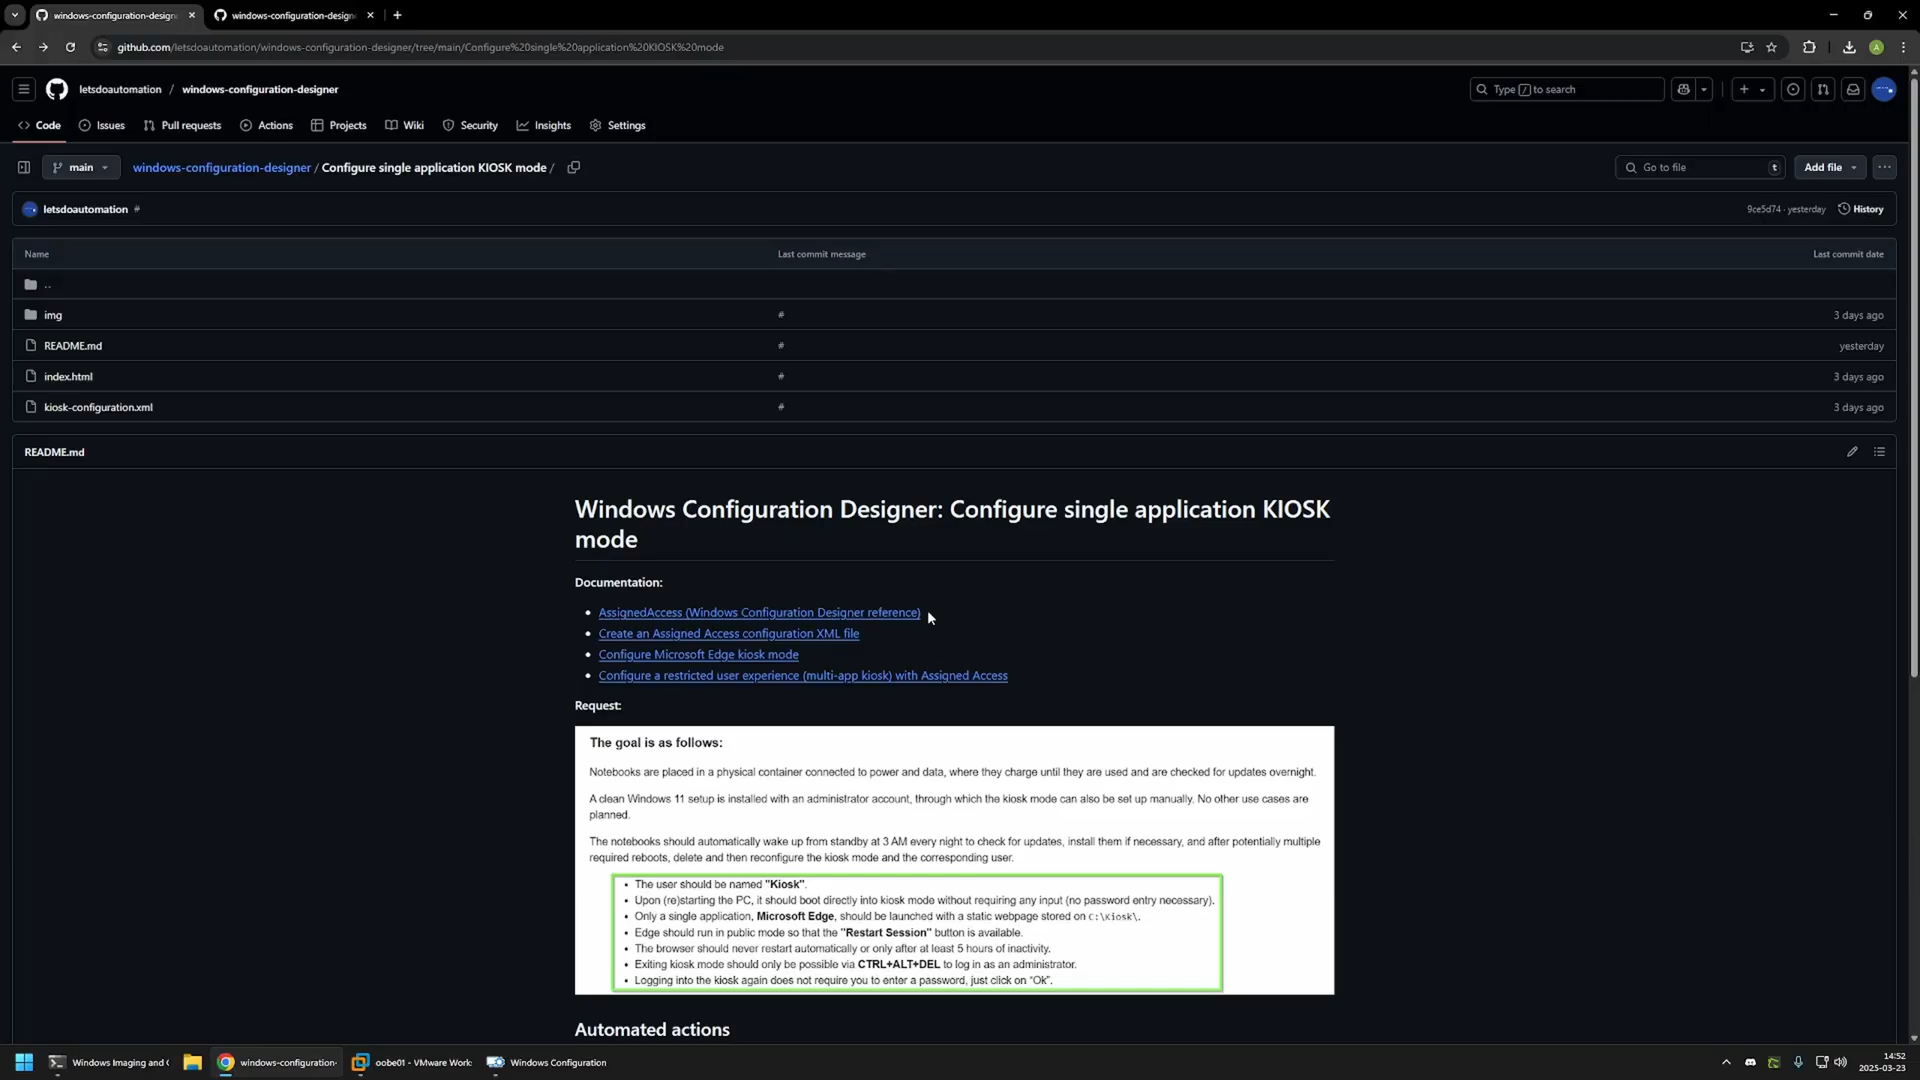 windows-configuration-design
windows-configuration-design
github.com/letsdoautomation/windows-configuration-designer/tree/main/Configure%20single%20application%20KIOSK%20mode
A
letsdoautomation / windows-configuration-designer
Type / to search
Code
Issues
Pull requests
Actions
Projects
Wiki
Security
Insights
Settings
main
windows-configuration-designer / Configure single application KIOSK mode /
Go to file
t
Add file
letsdoautomation #
9ce5d74 · yesterday
History
Name
Last commit message
Last commit date
..
img
#
3 days ago
README.md
#
yesterday
index.html
#
3 days ago
kiosk-configuration.xml
#
3 days ago
README.md
Windows Configuration Designer: Configure single application KIOSK
mode
Documentation:
• AssignedAccess (Windows Configuration Designer reference)
• Create an Assigned Access configuration XML file
• Configure Microsoft Edge kiosk mode
• Configure a restricted user experience (multi-app kiosk) with Assigned Access
Request:
The goal is as follows:
Notebooks are placed in a physical container connected to power and data, where they charge until they are used and are checked for updates overnight.
A clean Windows 11 setup is installed with an administrator account, through which the kiosk mode can also be set up manually. No other use cases are
planned.
The notebooks should automatically wake up from standby at 3 AM every night to check for updates, install them if necessary, and after potentially multiple
required reboots, delete and then reconfigure the kiosk mode and the corresponding user.
• The user should be named "Kiosk".
• Upon (re)starting the PC, it should boot directly into kiosk mode without requiring any input (no password entry necessary).
• Only a single application, Microsoft Edge, should be launched with a static webpage stored on C:\Kiosk\.
• Edge should run in public mode so that the "Restart Session" button is available.
• The browser should never restart automatically or only after at least 5 hours of inactivity.
• Exiting kiosk mode should only be possible via CTRL+ALT+DEL to log in as an administrator.
• Logging into the kiosk again does not require you to enter a password, just click on "Ok".
Automated actions
Windows Imaging and C
windows-configuration-
oobe01 - VMware Work
Windows Configuration
14:52
2025-03-23